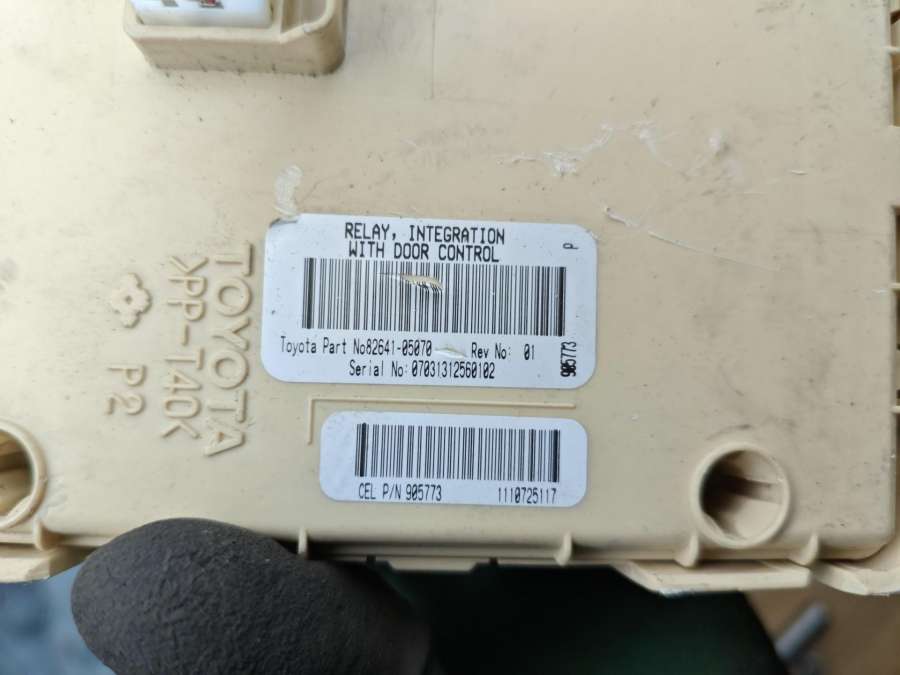 RELAY, INTEGRATION
WITH DOOR CONTROL
P
Toyota Part No82641-05070 Rev No: 01
Serial No:07031312560102
905773
CEL P/N 905773 1110725117
TOYOTA
>PP-T40<
P2